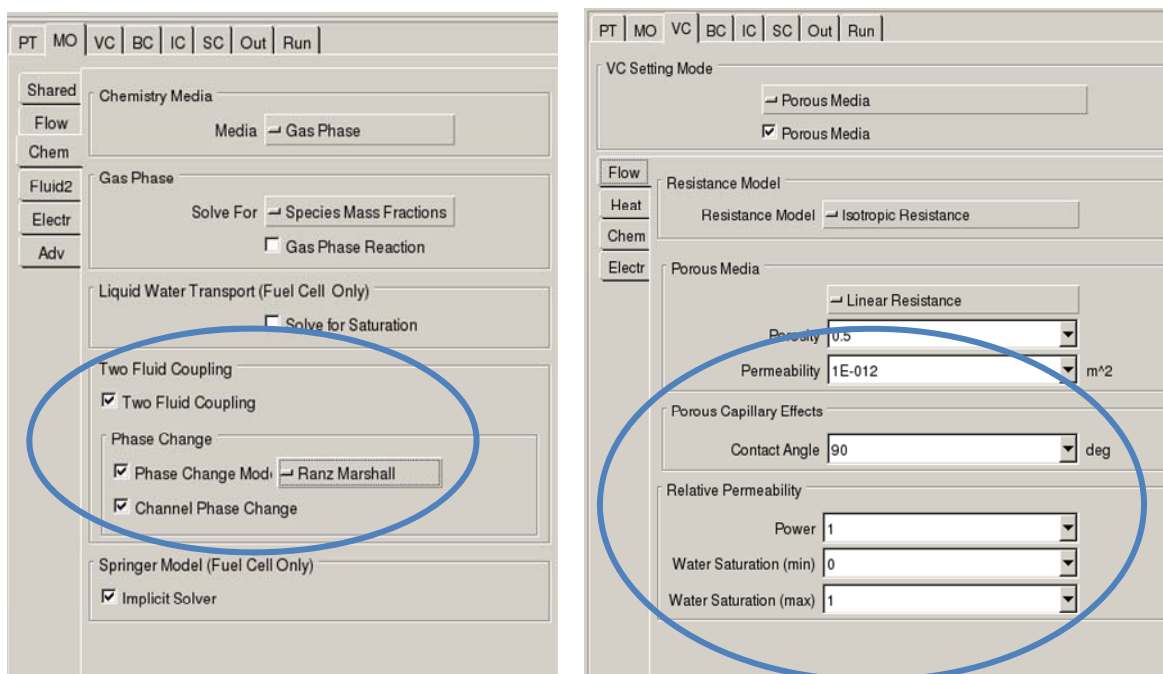 PT MO VC BC IC SC Out Run
Shared
Flow
Chem
Fluid2
Electr
Adv
Chemistry Media
Media Gas Phase
Gas Phase
Solve For Species Mass Fractions
Gas Phase Reaction
Liquid Water Transport (Fuel Cell Only)
Solve for Saturation
Two Fluid Coupling
Two Fluid Coupling
Phase Change
Phase Change Mod Ranz Marshall
Channel Phase Change
Springer Model (Fuel Cell Only)
Implicit Solver
PT MO VC BC IC SC Out Run
VC Setting Mode
Porous Media
Porous Media
Flow
Heat
Chem
Electr
Resistance Model
Resistance Model Isotropic Resistance
Porous Media
Linear Resistance
Porosity 0.5
Permeability 1E-012 m^2
Porous Capillary Effects
Contact Angle 90 deg
Relative Permeability
Power 1
Water Saturation (min) 0
Water Saturation (max) 1